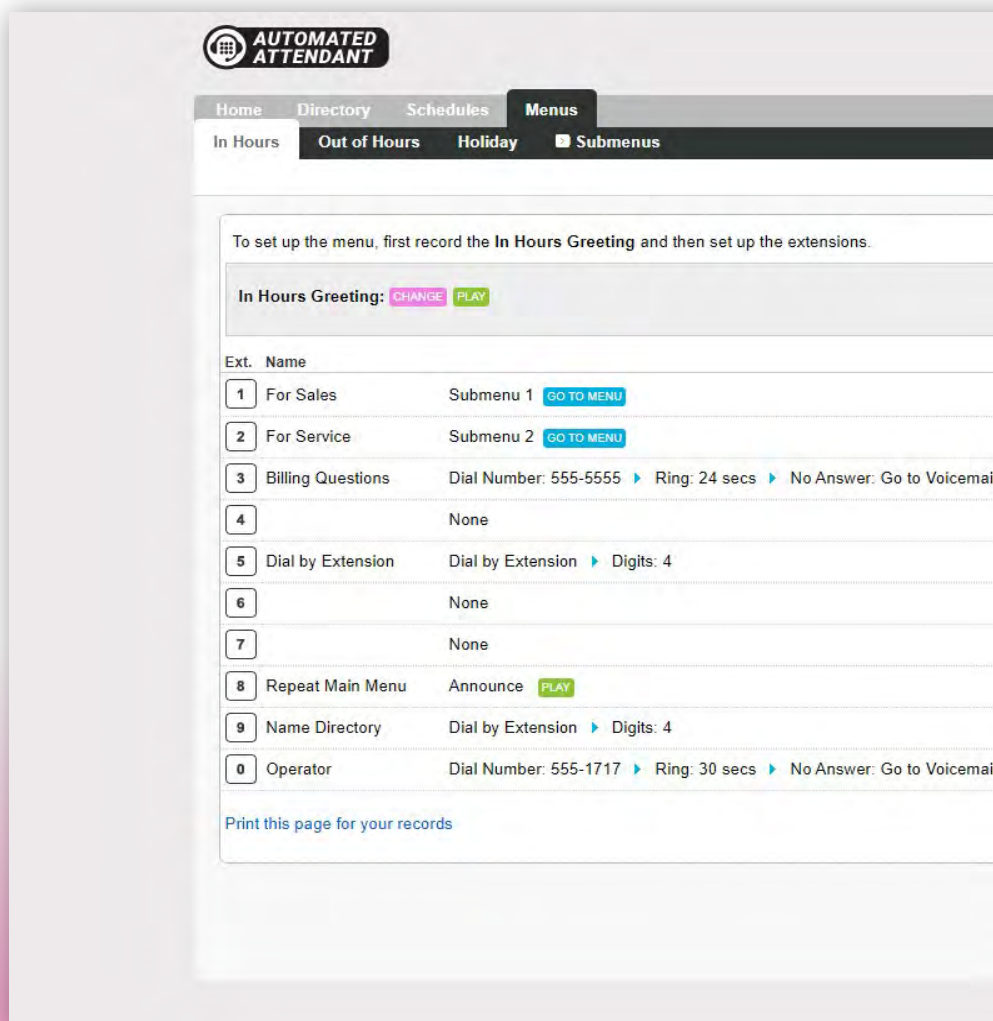 AUTOMATED
ATTENDANT
Home Directory Schedules Menus
In Hours Out of Hours Holiday Submenus
To set up the menu, first record the In Hours Greeting and then set up the extensions.
In Hours Greeting: CHANGE PLAY
Ext. Name
1 For Sales Submenu 1 GO TO MENU
2 For Service Submenu 2 GO TO MENU
3 Billing Questions Dial Number: 555-5555 Ring: 24 secs No Answer: Go to Voicemai
4 None
5 Dial by Extension Dial by Extension Digits: 4
6 None
7 None
8 Repeat Main Menu Announce PLAY
9 Name Directory Dial by Extension Digits: 4
0 Operator Dial Number: 555-1717 Ring: 30 secs No Answer: Go to Voicemai
Print this page for your records